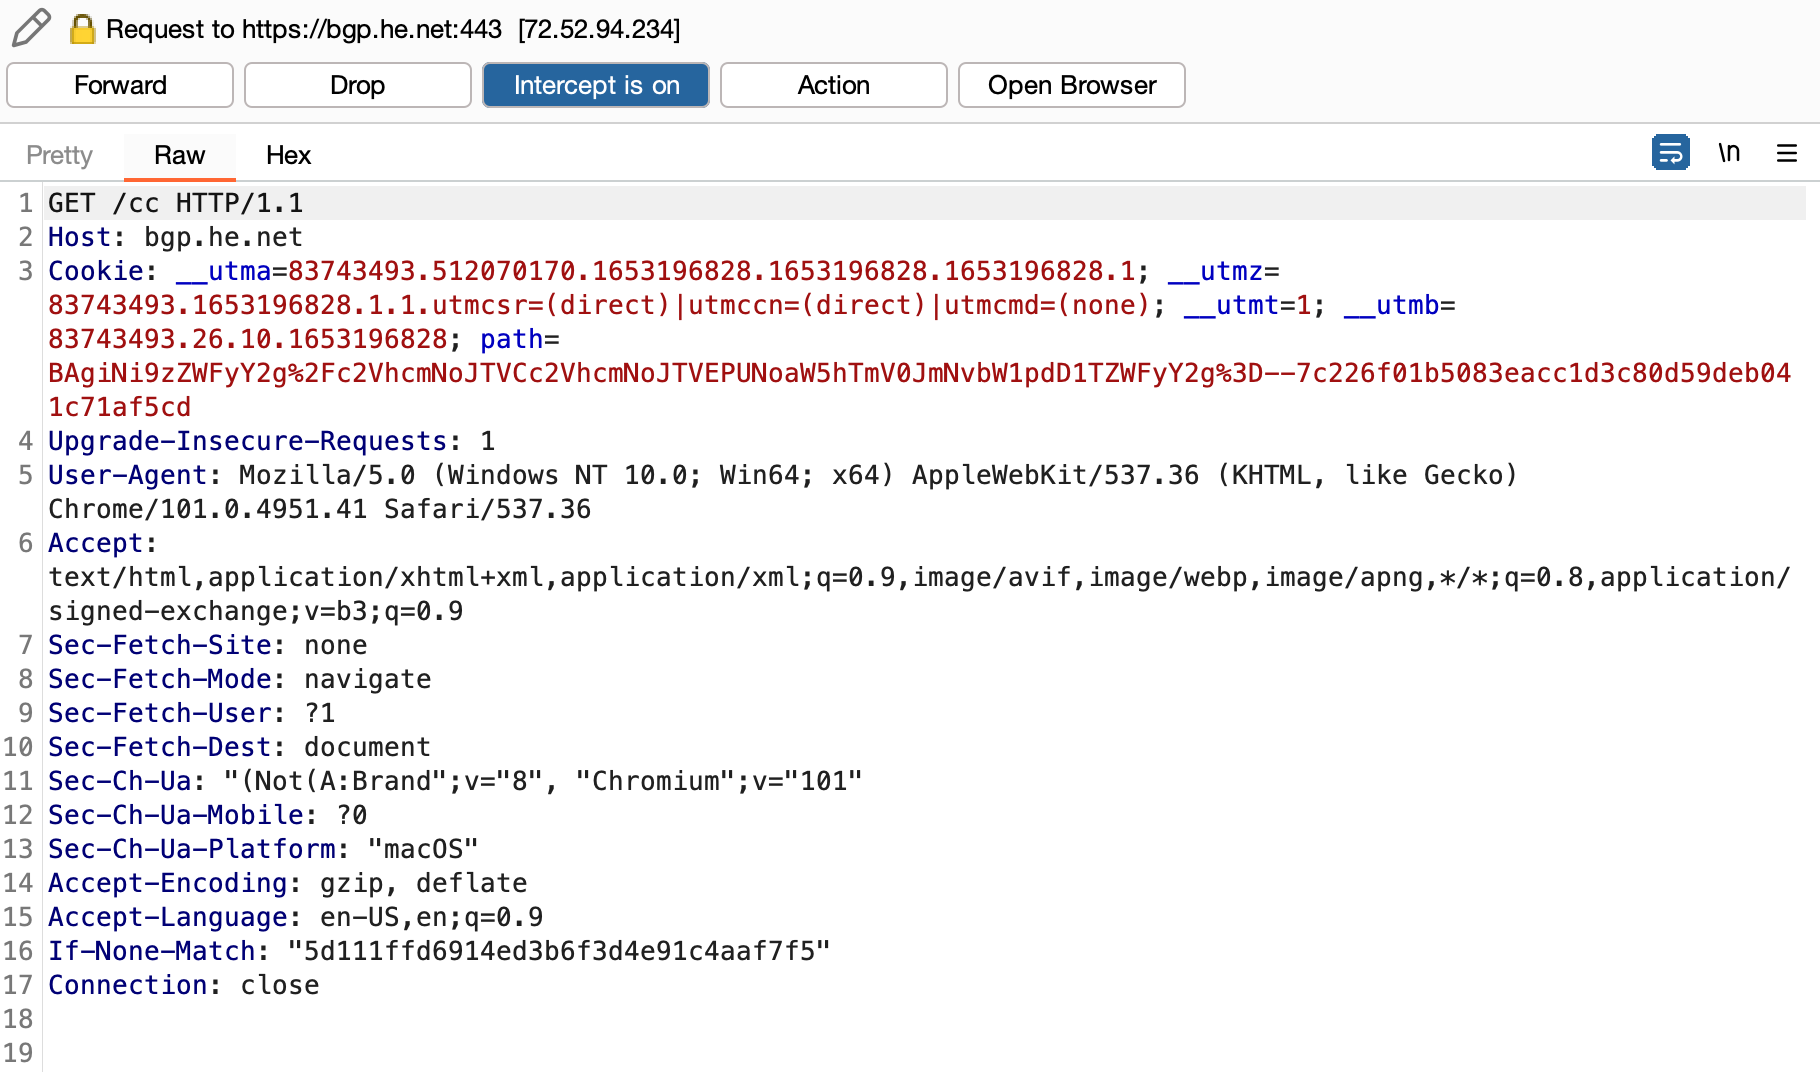 Request to https://bgp.he.net:443 [72.52.94.234]
Forward Drop Intercept is on Action Open Browser
Pretty Raw Hex \n
1 GET /cc HTTP/1.1
2 Host: bgp.he.net
3 Cookie: __utma=83743493.512070170.1653196828.1653196828.1653196828.1; __utmz=
83743493.1653196828.1.1.utmcsr=(direct)|utmccn=(direct)|utmcmd=(none); __utmt=1; __utmb=
83743493.26.10.1653196828; path=
BAgiNi9zZWFyY2g%2Fc2VhcmNoJTVCc2VhcmNoJTVEPUNoaW5hTmV0JmNvbW1pdD1TZWFyY2g%3D--7c226f01b5083eacc1d3c80d59deb04
1c71af5cd
4 Upgrade-Insecure-Requests: 1
5 User-Agent: Mozilla/5.0 (Windows NT 10.0; Win64; x64) AppleWebKit/537.36 (KHTML, like Gecko)
Chrome/101.0.4951.41 Safari/537.36
6 Accept:
text/html,application/xhtml+xml,application/xml;q=0.9,image/avif,image/webp,image/apng,*/*;q=0.8,application/
signed-exchange;v=b3;q=0.9
7 Sec-Fetch-Site: none
8 Sec-Fetch-Mode: navigate
9 Sec-Fetch-User: ?1
10 Sec-Fetch-Dest: document
11 Sec-Ch-Ua: "(Not(A:Brand";v="8", "Chromium";v="101"
12 Sec-Ch-Ua-Mobile: ?0
13 Sec-Ch-Ua-Platform: "macOS"
14 Accept-Encoding: gzip, deflate
15 Accept-Language: en-US,en;q=0.9
16 If-None-Match: "5d111ffd6914ed3b6f3d4e91c4aaf7f5"
17 Connection: close
18
19